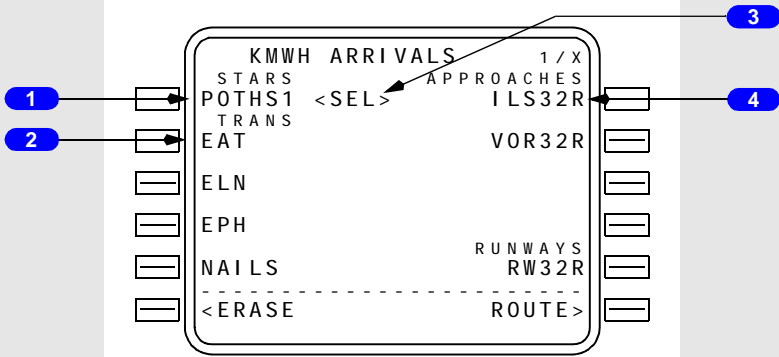 3
KMWH ARRIVALS 1/X
STARS APPROACHES
1 POTHS1 <SEL> ILS32R 4
TRANS
2 EAT VOR32R
ELN
EPH
RUNWAYS
NAILS RW32R
------------------------
<ERASE ROUTE>